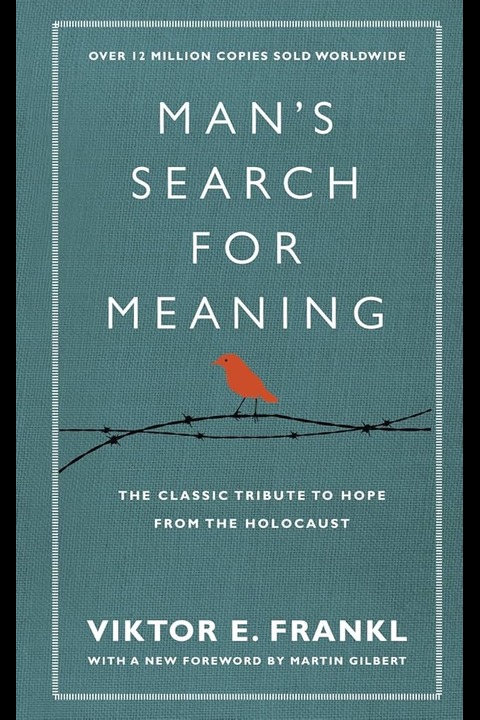 OVER 12 MILLION COPIES SOLD WORLDWIDE
MAN'S
SEARCH
FOR
MEANING
THE CLASSIC TRIBUTE TO HOPE
FROM THE HOLOCAUST
VIKTOR E. FRANKL
WITH A NEW FOREWORD BY MARTIN GILBERT